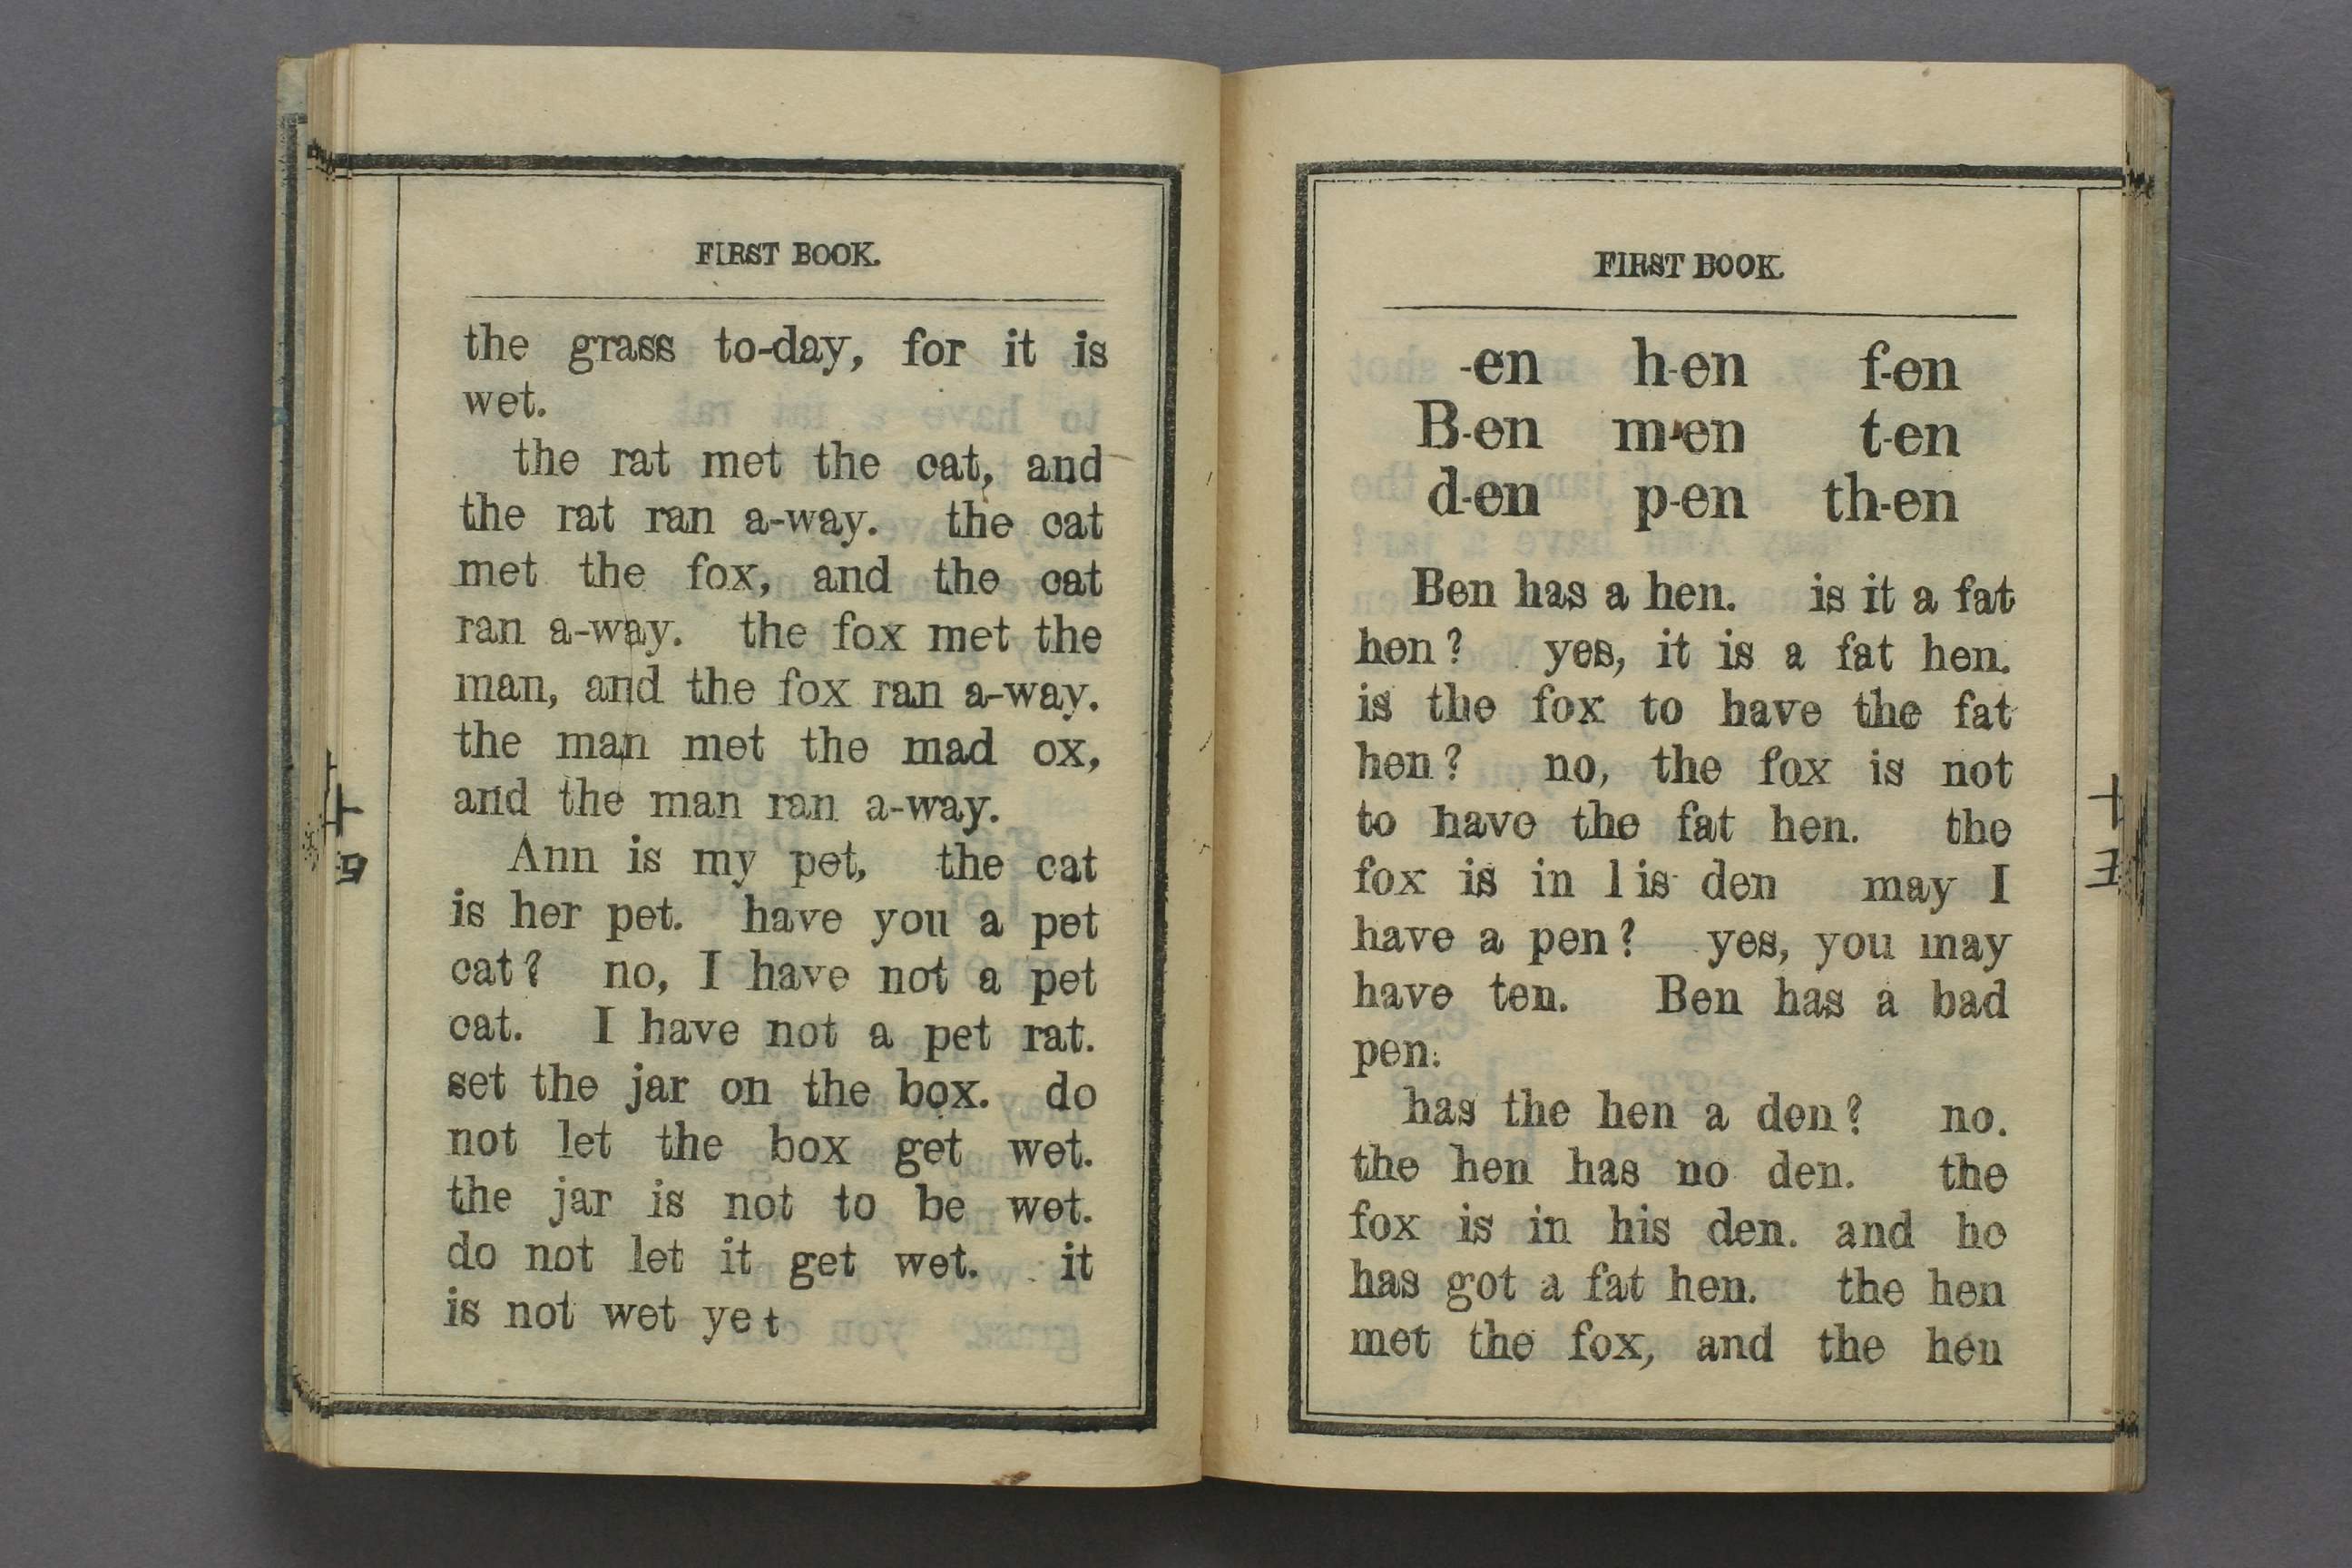 FIRST BOOK.
the grass to-day, for it is
wet.
the rat met the cat, and
the rat ran a-way. the cat
met the fox, and the cat
ran a-way. the fox met the
man, and the fox ran a-way.
the man met the mad ox,
and the man ran a-way.
Ann is my pet, the cat
is her pet. have you a pet
cat? no, I have not a pet
cat. I have not a pet rat.
set the jar on the box. do
not let the box get wet.
the jar is not to be wet.
do not let it get wet. it
is not wet yet
FIRST BOOK.
-en h-en f-en
B-en m-en t-en
d-en p-en th-en
Ben has a hen. is it a fat
hen? yes, it is a fat hen.
is the fox to have the fat
hen? no, the fox is not
to have the fat hen. the
fox is in his den may I
have a pen? yes, you may
have ten. Ben has a bad
pen.
has the hen a den? no.
the hen has no den. the
fox is in his den. and he
has got a fat hen. the hen
met the fox, and the hen